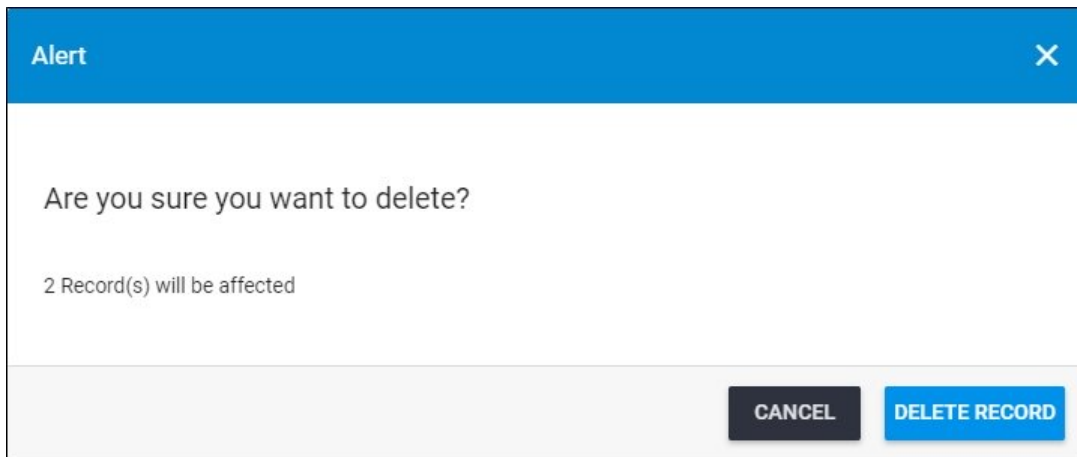 Alert
Are you sure you want to delete?
2 Record(s) will be affected
CANCEL DELETE RECORD